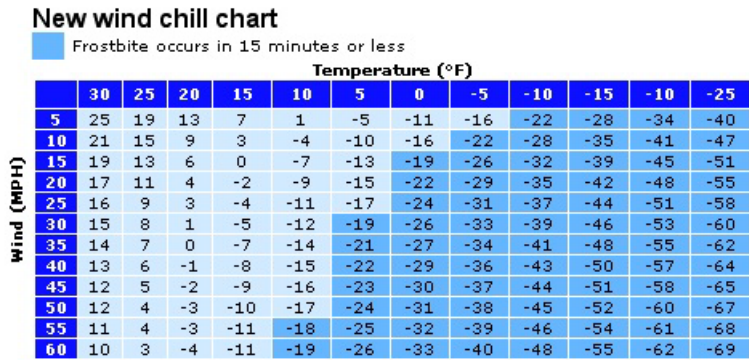 New wind chill chart
Frostbite occurs in 15 minutes or less
Temperature (°F)
30 25 20 15 10 5 0 -5 -10 -15 -10 -25
Wind (MPH)
5 25 19 13 7 1 -5 -11 -16 -22 -28 -34 -40
10 21 15 9 3 -4 -10 -16 -22 -28 -35 -41 -47
15 19 13 6 0 -7 -13 -19 -26 -32 -39 -45 -51
20 17 11 4 -2 -9 -15 -22 -29 -35 -42 -48 -55
25 16 9 3 -4 -11 -17 -24 -31 -37 -44 -51 -58
30 15 8 1 -5 -12 -19 -26 -33 -39 -46 -53 -60
35 14 7 0 -7 -14 -21 -27 -34 -41 -48 -55 -62
40 13 6 -1 -8 -15 -22 -29 -36 -43 -50 -57 -64
45 12 5 -2 -9 -16 -23 -30 -37 -44 -51 -58 -65
50 12 4 -3 -10 -17 -24 -31 -38 -45 -52 -60 -67
55 11 4 -3 -11 -18 -25 -32 -39 -46 -54 -61 -68
60 10 3 -4 -11 -19 -26 -33 -40 -48 -55 -62 -69